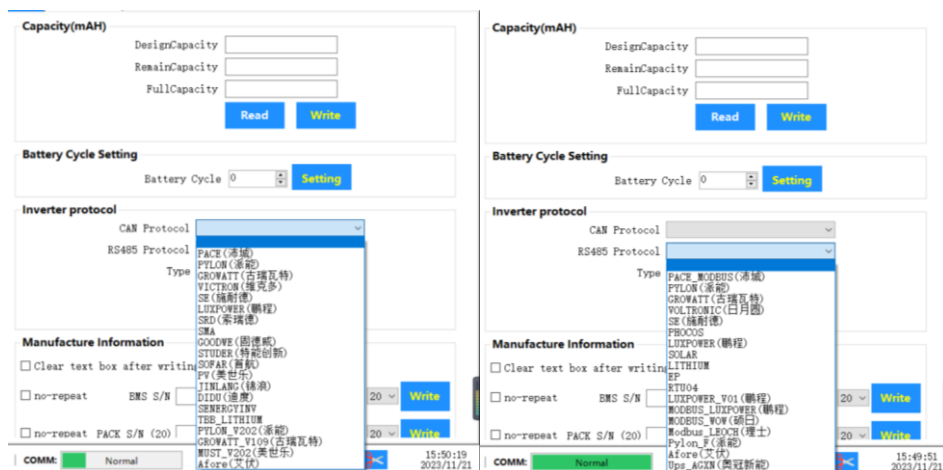 Capacity(mAH)
DesignCapacity
RemainCapacity
FullCapacity
Read Write
Battery Cycle Setting
Battery Cycle 0 Setting
Inverter protocol
CAN Protocol
RS485 Protocol
Type
PACE(沛城)
PYLON(派能)
GROWATT(古瑞瓦特)
VICTRON(维克多)
SE(施耐德)
LUXPOWER(鹏程)
SRD(索瑞德)
SMA
GOODWE(固德威)
STUDER(特能创新)
SOFAR(首航)
PV(美世乐)
JINLANG(锦浪)
DIDU(迪度)
SENERGYINV
TBB_LITHIUM
PYLON_V202(派能)
GROWATT_V109(古瑞瓦特)
MUST_V202(美世乐)
Afore(艾伏)
Manufacture Information
Clear text box after writing
no-repeat BMS S/N 20 Write
no-repeat PACK S/N (20) 20 Write
COMM: Normal
15:50:19
2023/11/21
Capacity(mAH)
DesignCapacity
RemainCapacity
FullCapacity
Read Write
Battery Cycle Setting
Battery Cycle 0 Setting
Inverter protocol
CAN Protocol
RS485 Protocol
Type
PACE_MODBUS(沛城)
PYLON(派能)
GROWATT(古瑞瓦特)
VOLTRONIC(日月园)
SE(施耐德)
PHOCOS
LUXPOWER(鹏程)
SOLAR
LITHIUM
EP
RTU04
LUXPOWER_V01(鹏程)
MODBUS_LUXPOWER(鹏程)
MODBUS_WOW(硕日)
Modbus_LEOCH(理士)
Pylon_F(派能)
Afore(艾伏)
Ups_AGXN(奥冠新能)
Manufacture Information
Clear text box after writin
no-repeat BMS S/N 20 Write
no-repeat PACK S/N (20) 20 Write
COMM: Normal
15:49:51